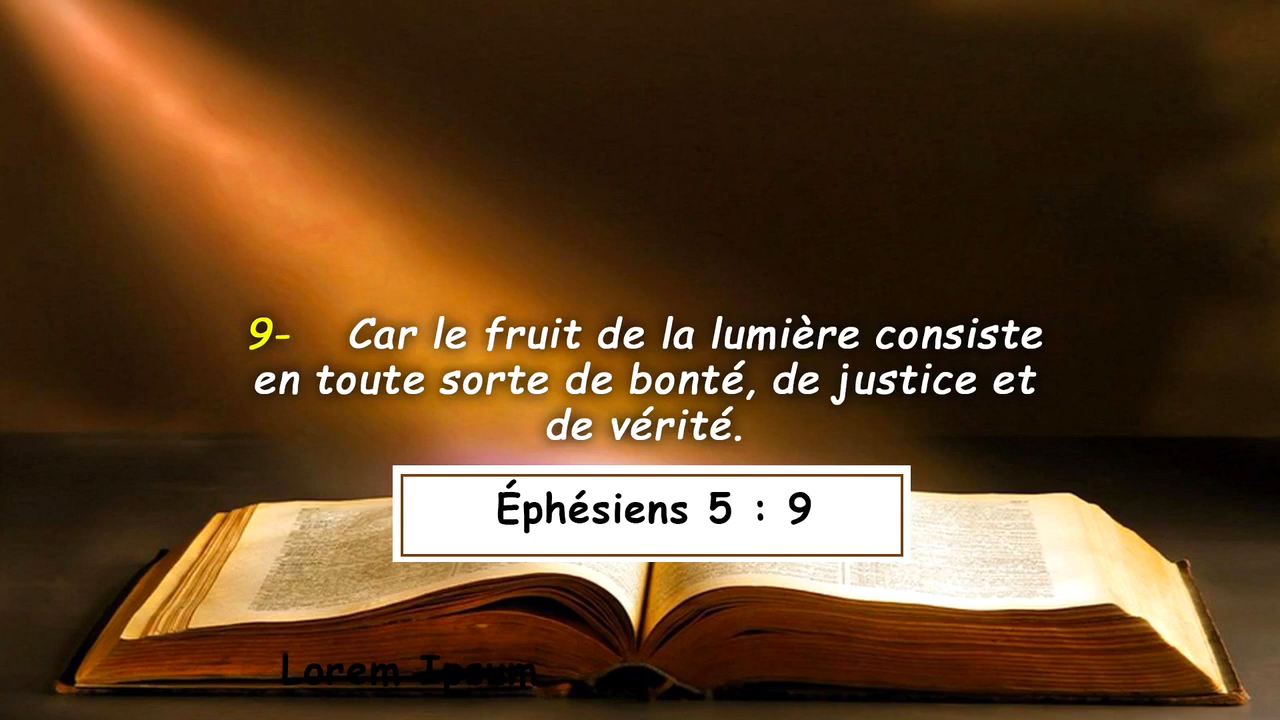 9- Car le fruit de la lumière consiste
en toute sorte de bonté, de justice et
de vérité.
Éphésiens 5 : 9
Lorem Ipsum